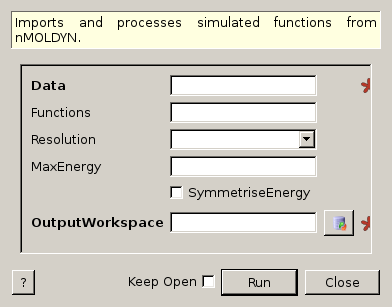 Imports and processes simulated functions from
nMOLDYN.
Data
Functions
Resolution
MaxEnergy
SymmetriseEnergy
OutputWorkspace
? Keep Open Run Close